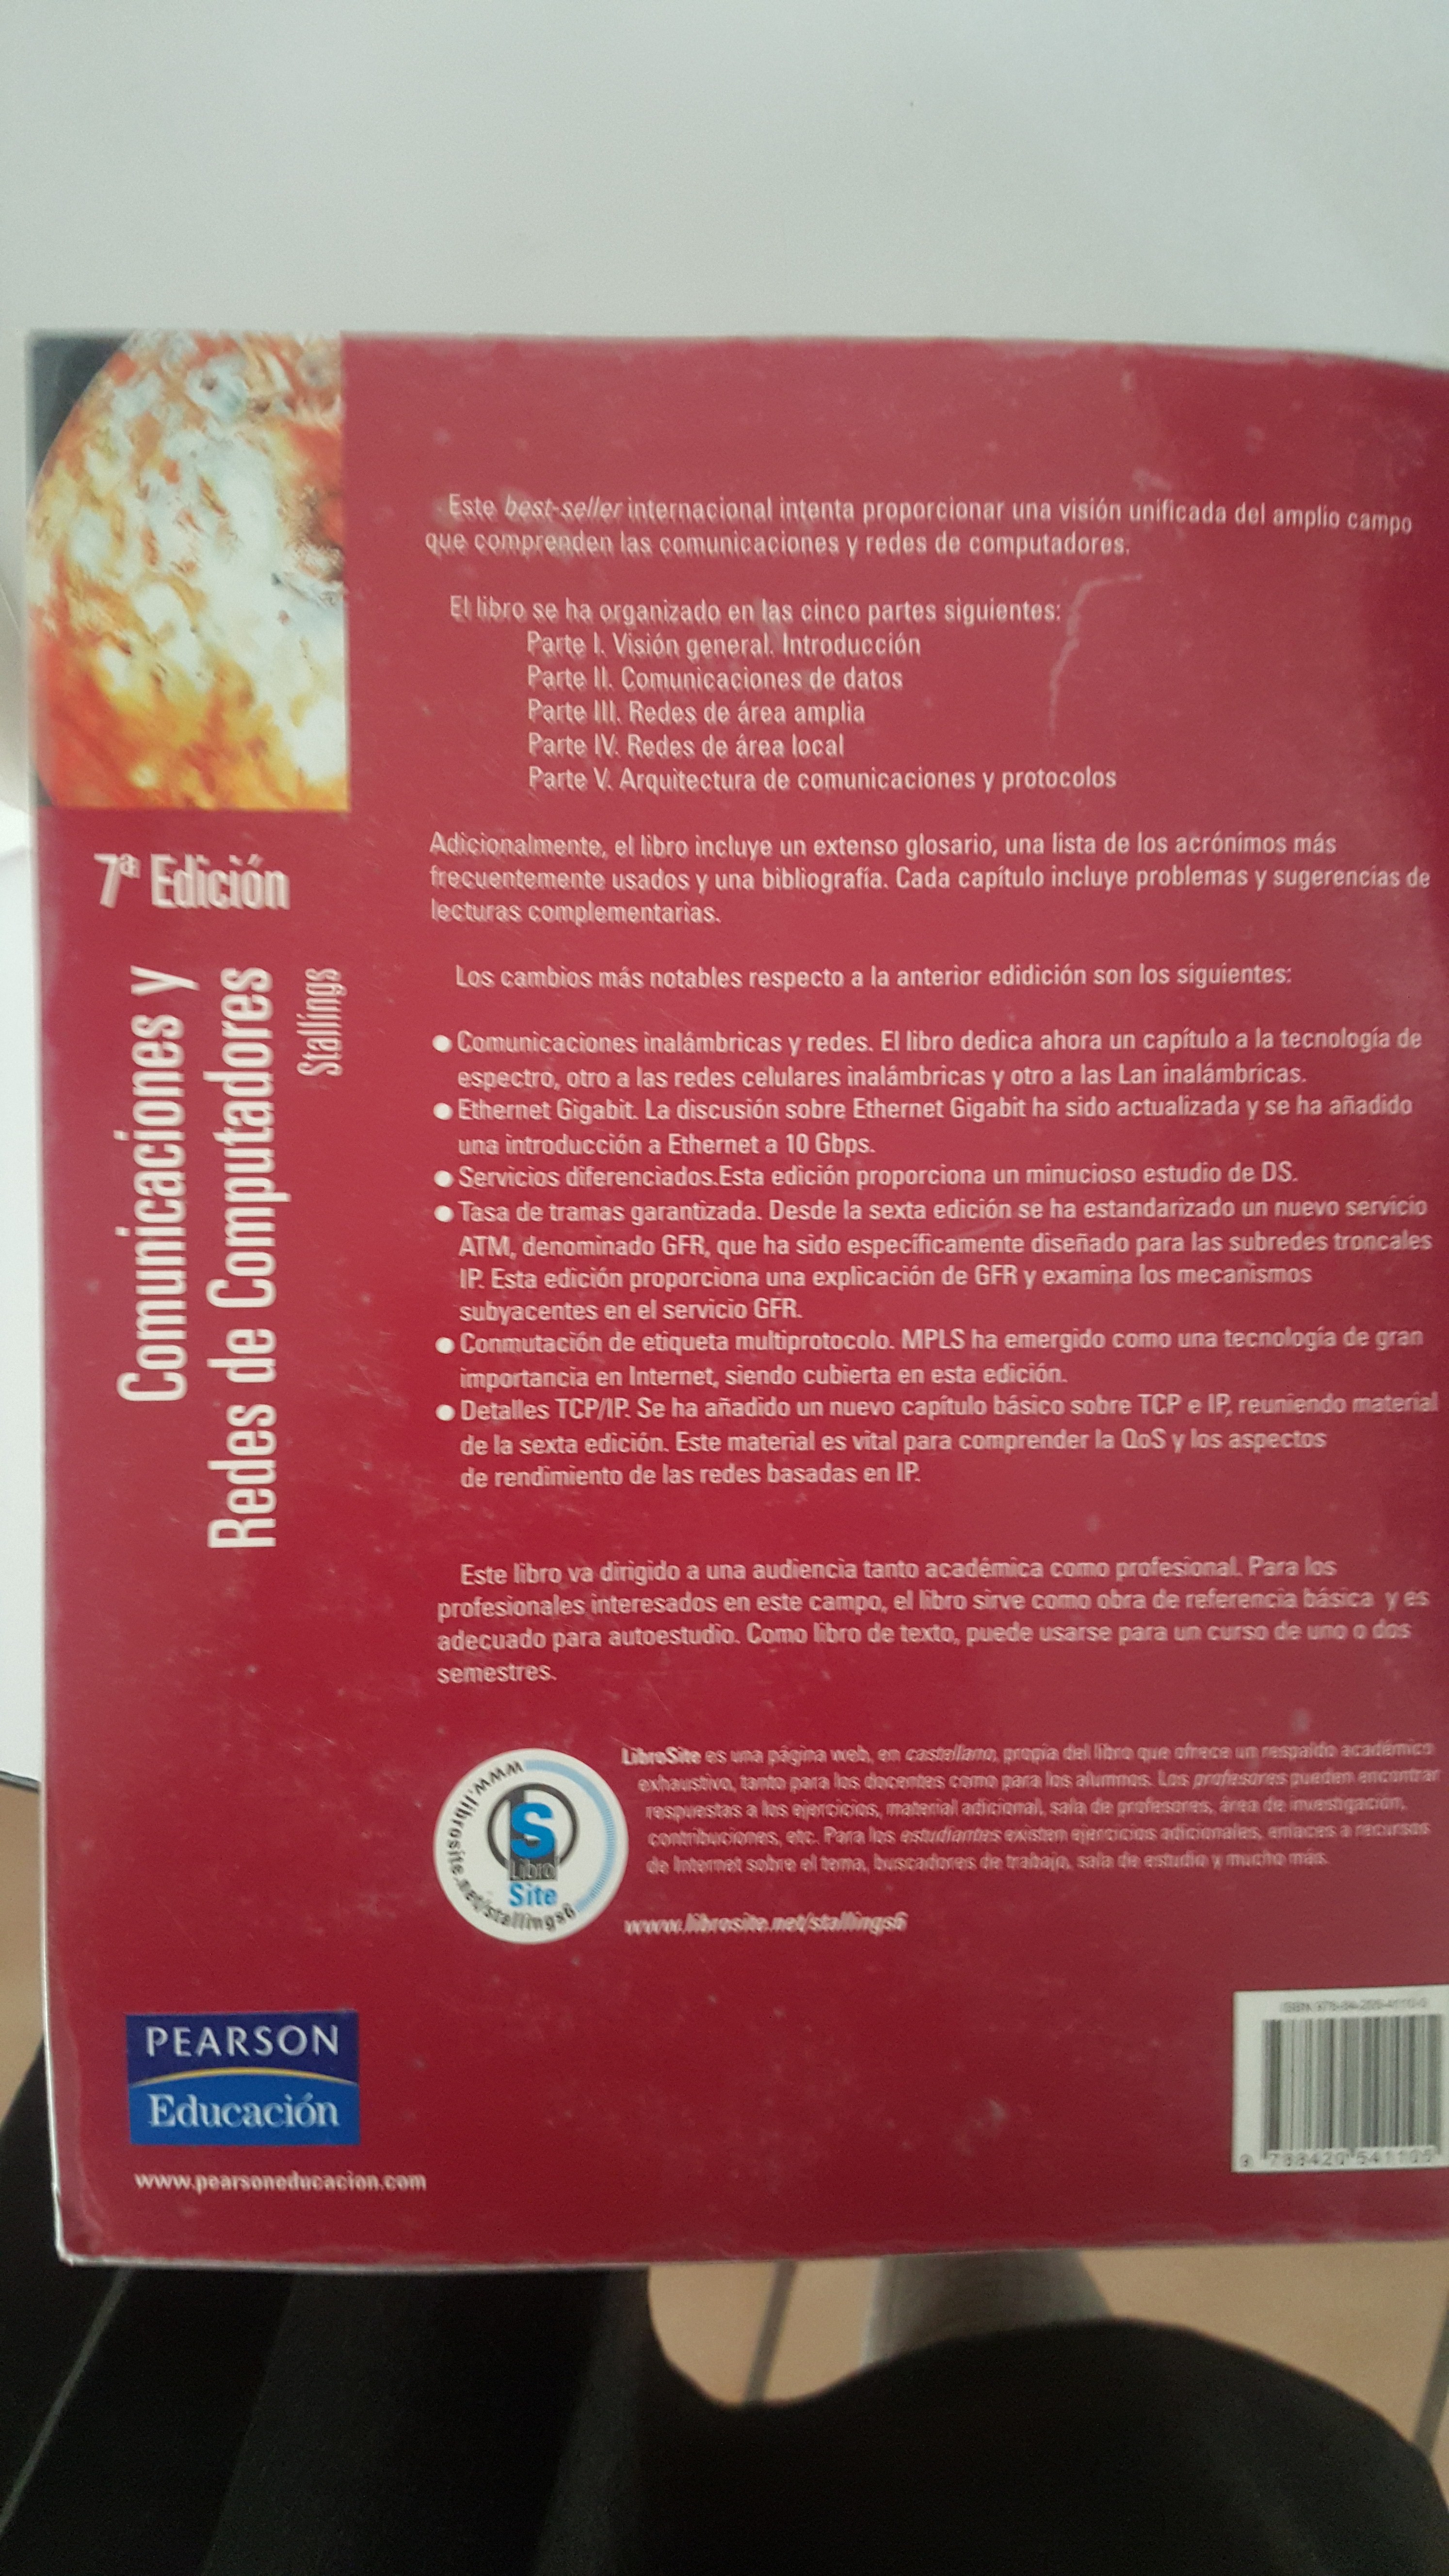 Este best-seller internacional intenta proporcionar una visión unificada del amplio campo
que comprenden las comunicaciones y redes de computadores.
El libro se ha organizado en las cinco partes siguientes:
Parte I. Visión general. Introducción
Parte II. Comunicaciones de datos
Parte III. Redes de área amplia
Parte IV. Redes de área local
Parte V. Arquitectura de comunicaciones y protocolos
Adicionalmente, el libro incluye un extenso glosario, una lista de los acrónimos más
frecuentemente usados y una bibliografía. Cada capítulo incluye problemas y sugerencias de
lecturas complementarias.
Los cambios más notables respecto a la anterior edidición son los siguientes:
● Comunicaciones inalámbricas y redes. El libro dedica ahora un capítulo a la tecnología de
espectro, otro a las redes celulares inalámbricas y otro a las Lan inalámbricas.
● Ethernet Gigabit. La discusión sobre Ethernet Gigabit ha sido actualizada y se ha añadido
una introducción a Ethernet a 10 Gbps.
● Servicios diferenciados.Esta edición proporciona un minucioso estudio de DS.
● Tasa de tramas garantizada. Desde la sexta edición se ha estandarizado un nuevo servicio
ATM, denominado GFR, que ha sido específicamente diseñado para las subredes troncales
IP. Esta edición proporciona una explicación de GFR y examina los mecanismos
subyacentes en el servicio GFR.
● Conmutación de etiqueta multiprotocolo. MPLS ha emergido como una tecnología de gran
importancia en Internet, siendo cubierta en esta edición.
● Detalles TCP/IP. Se ha añadido un nuevo capítulo básico sobre TCP e IP, reuniendo material
de la sexta edición. Este material es vital para comprender la QoS y los aspectos
de rendimiento de las redes basadas en IP.
Este libro va dirigido a una audiencia tanto académica como profesional. Para los
profesionales interesados en este campo, el libro sirve como obra de referencia básica y es
adecuado para autoestudio. Como libro de texto, puede usarse para un curso de uno o dos
semestres.
LibroSite es una página web, en castellano, propia del libro que ofrece un respaldo académico
exhaustivo, tanto para los docentes como para los alumnos. Los profesores pueden encontrar
respuestas a los ejercicios, material adicional, sala de profesores, área de investigación,
contribuciones, etc. Para los estudiantes existen ejercicios adicionales, enlaces a recursos
de Internet sobre el tema, buscadores de trabajo, sala de estudio y mucho más.
www.librosite.net/stallings6
www.librosite.net/stallings6
S
Libro
Site
7ª Edición
Comunicaciones y
Redes de Computadores
Stallings
PEARSON
Educación
www.pearsoneducacion.com
ISBN 978-84-205-4110-5
9 788420 541105